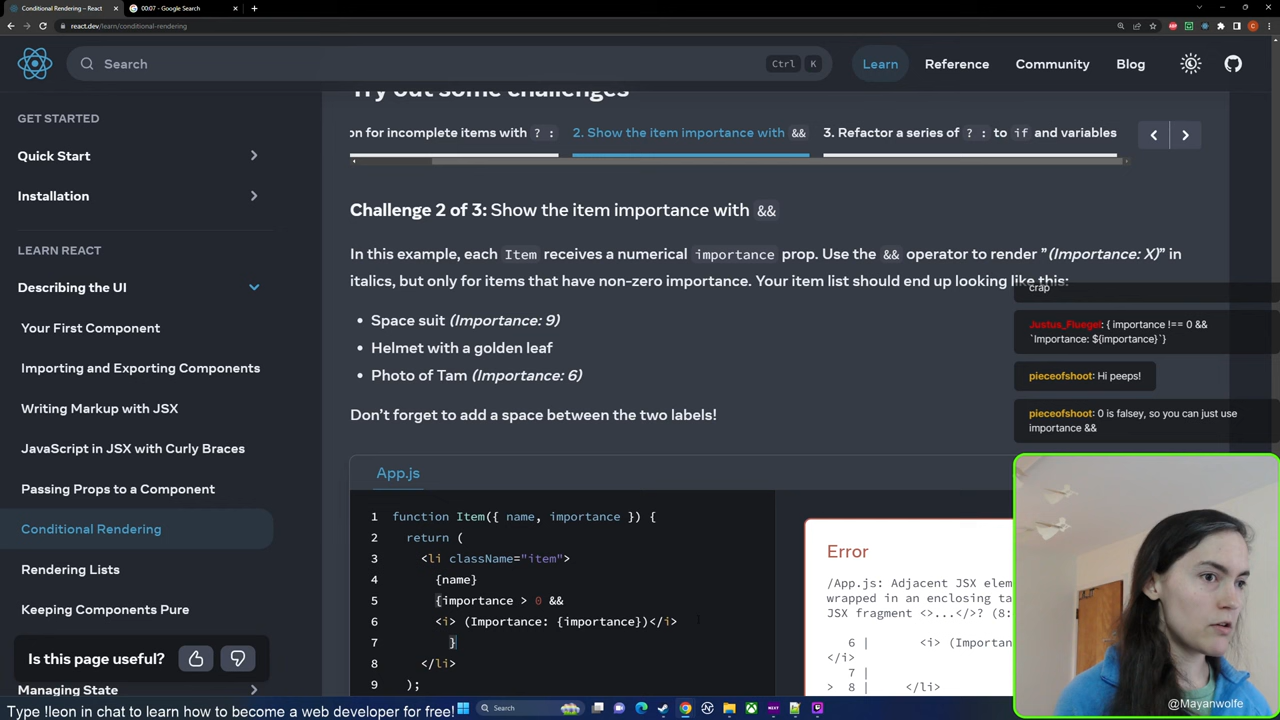 Conditional Rendering – React
00:07 - Google Search
react.dev/learn/conditional-rendering
Search
Ctrl K
Learn
Reference
Community
Blog
GET STARTED
Quick Start
Installation
LEARN REACT
Describing the UI
Your First Component
Importing and Exporting Components
Writing Markup with JSX
JavaScript in JSX with Curly Braces
Passing Props to a Component
Conditional Rendering
Rendering Lists
Keeping Components Pure
Is this page useful?
Managing State
Try out some challenges
on for incomplete items with ? :
2. Show the item importance with &&
3. Refactor a series of ? : to if and variables
Challenge 2 of 3: Show the item importance with &&
In this example, each Item receives a numerical importance prop. Use the && operator to render "(Importance: X)" in
italics, but only for items that have non-zero importance. Your item list should end up looking like this:
• Space suit (Importance: 9)
• Helmet with a golden leaf
• Photo of Tam (Importance: 6)
Don't forget to add a space between the two labels!
App.js
1 function Item({ name, importance }) {
2 return (
3 <li className="item">
4 {name}
5 {importance > 0 &&
6 <i> (Importance: {importance})</i>
7 }
8 </li>
9 );
Error
/App.js: Adjacent JSX elem
wrapped in an enclosing ta
JSX fragment <>...</>? (8:
6 | <i> (Importan
</i>
7 |
> 8 | </li>
crap
Justus_Fluegel: { importance !== 0 &&
`Importance: ${importance}`}
pieceofshoot: Hi peeps!
pieceofshoot: 0 is falsey, so you can just use
importance &&
@Mayanwolfe
Type !leon in chat to learn how to become a web developer for free!
Search